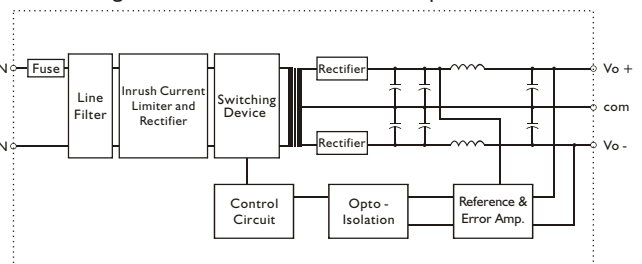 N
Fuse
Line
Filter
Inrush Current
Limiter and
Rectifier
Switching
Device
Rectifier
Vo +
com
N
Rectifier
Vo -
Control
Circuit
Opto -
Isolation
Reference &
Error Amp.